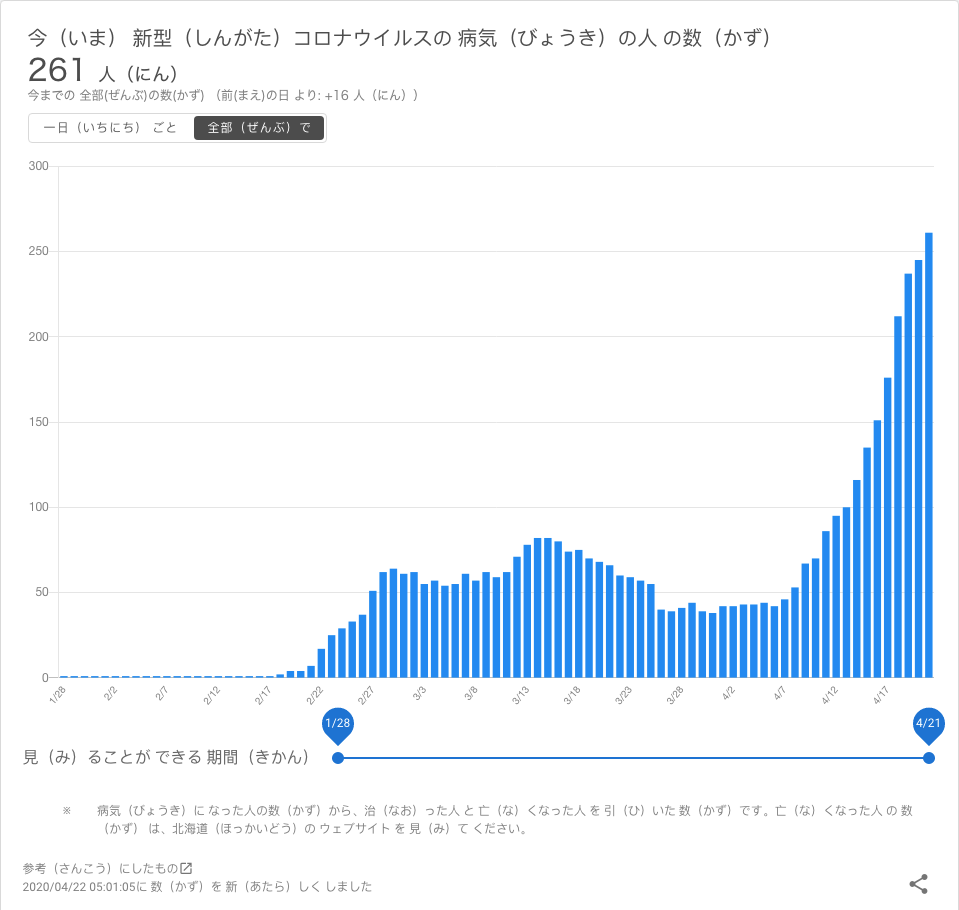 今（いま） 新型（しんがた）コロナウイルスの 病気（びょうき）の人 の数（かず）
261 人（にん）
今までの 全部(ぜんぶ)の数(かず) （前(まえ)の日 より: +16 人（にん））
一日（いちにち） ごと 全部（ぜんぶ）で
300
250
200
150
100
50
0
1/28 2/2 2/7 2/12 2/17 2/22 2/27 3/3 3/8 3/13 3/18 3/23 3/28 4/2 4/7 4/12 4/17
1/28 4/21
見（み）ることが できる 期間（きかん）
※ 病気（びょうき）に なった人の数（かず）から、治（なお）った人 と 亡（な）くなった人 を 引（ひ）いた 数（かず）です。亡（な）くなった人 の 数
（かず） は、北海道（ほっかいどう）の ウェブサイト を 見（み）て ください。
参考（さんこう）にしたもの
2020/04/22 05:01:05に 数（かず）を 新（あたら）しく しました